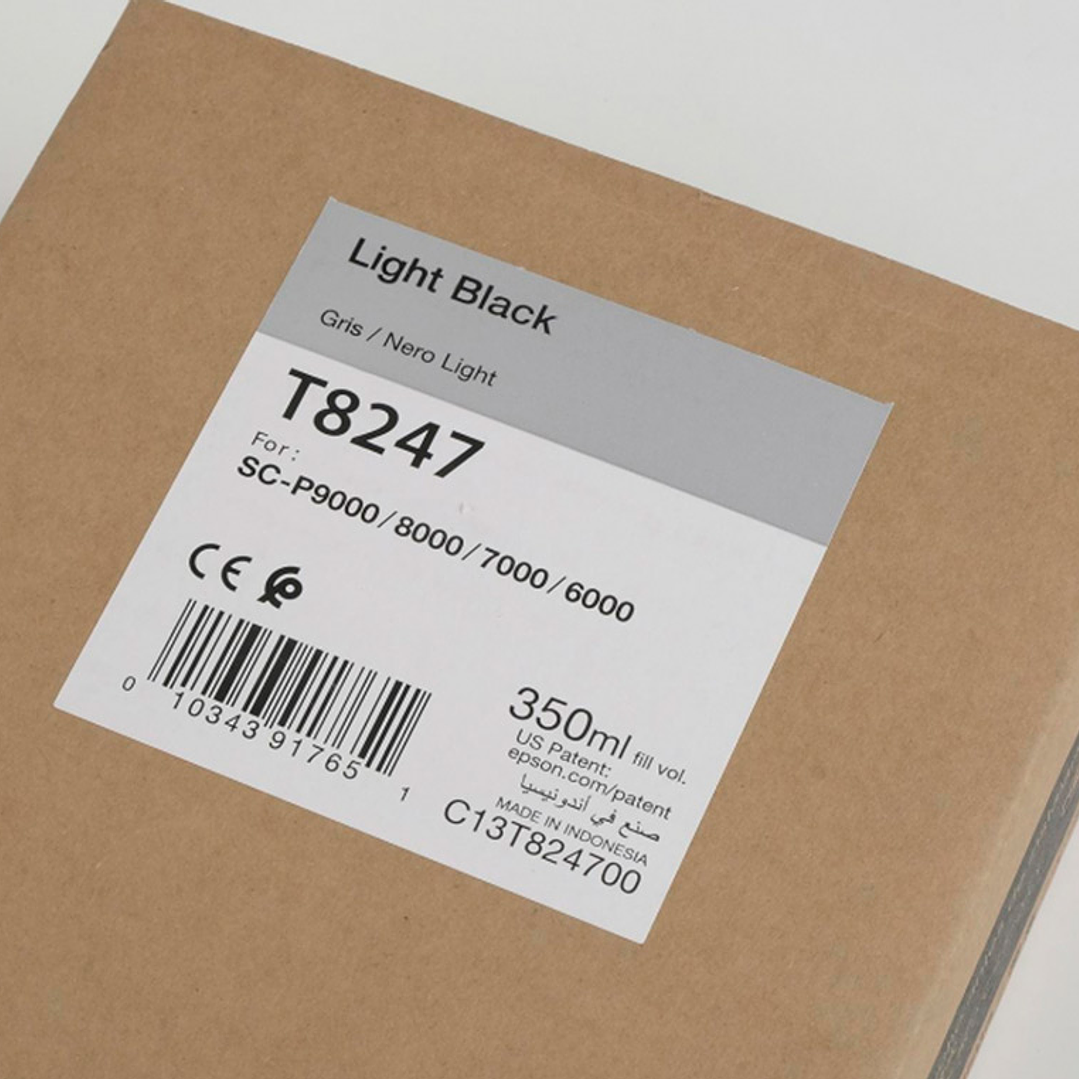 Light Black
Gris / Nero Light
T8247
For:
SC-P9000/8000/7000/6000
CE
0 10343 91765 1
350ml fill vol.
US Patent:
epson.com/patent
صنع في أندونيسيا
MADE IN INDONESIA
C13T824700